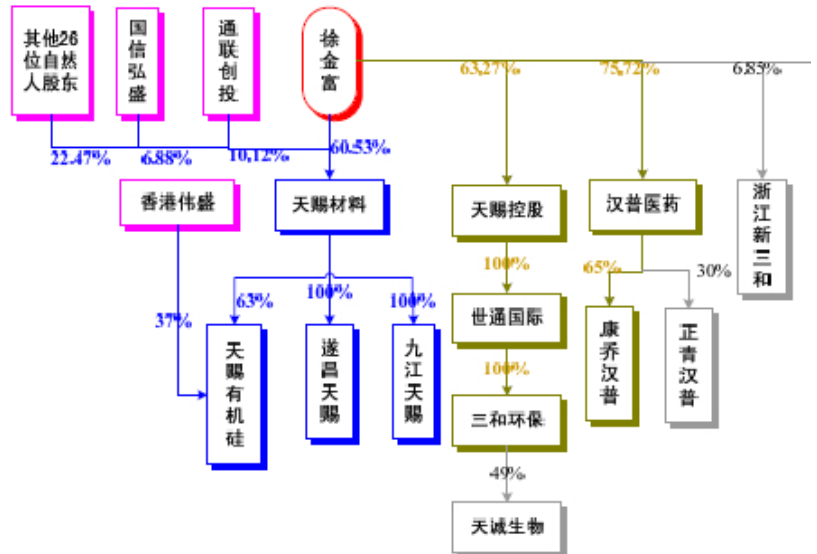 其他26
位自然
人股东
国信弘盛
通联创投
徐金富
63.27%
75.72%
6.85%
22.47%
6.88%
10.12%
60.53%
香港伟盛
天赐材料
天赐控股
汉普医药
浙江新三和
37%
63%
100%
100%
100%
65%
30%
天赐有机硅
遂昌天赐
九江天赐
世通国际
康乔汉普
正青汉普
100%
三和环保
49%
天诚生物